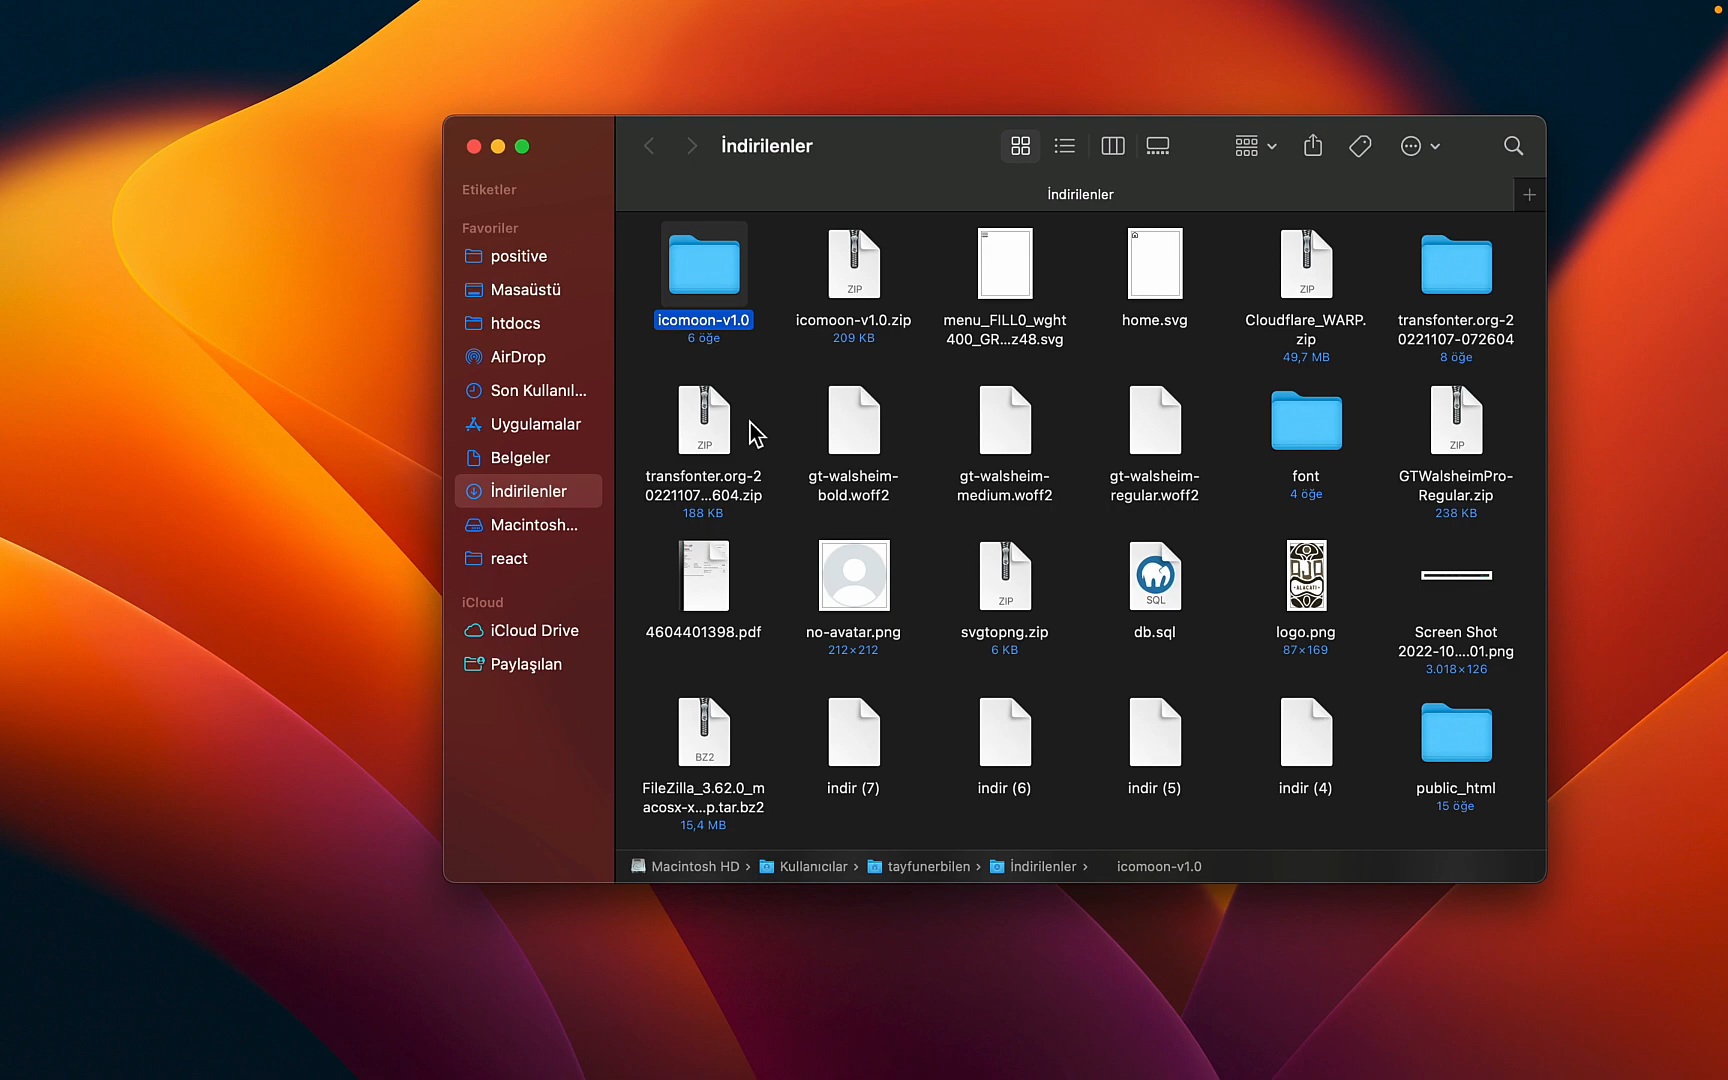 İndirilenler
Etiketler
Favoriler
positive
Masaüstü
htdocs
AirDrop
Son Kullanıl...
Uygulamalar
Belgeler
İndirilenler
Macintosh...
react
iCloud
iCloud Drive
Paylaşılan
İndirilenler
icomoon-v1.0
6 öğe
icomoon-v1.0.zip
209 KB
menu_FILL0_wght
400_GR...z48.svg
home.svg
Cloudflare_WARP.
zip
49,7 MB
transfonter.org-2
0221107-072604
8 öğe
transfonter.org-2
0221107...604.zip
188 KB
gt-walsheim-
bold.woff2
gt-walsheim-
medium.woff2
gt-walsheim-
regular.woff2
font
4 öğe
GTWalsheimPro-
Regular.zip
238 KB
4604401398.pdf
no-avatar.png
212×212
svgtopng.zip
6 KB
db.sql
logo.png
87×169
Screen Shot
2022-10....01.png
3.018×126
FileZilla_3.62.0_m
acosx-x...p.tar.bz2
15,4 MB
indir (7)
indir (6)
indir (5)
indir (4)
public_html
15 öğe
ZIP
ZIP
ZIP
ZIP
ZIP
SQL
ALACATI
BZ2
Macintosh HD › Kullanıcılar › tayfunerbilen › İndirilenler › icomoon-v1.0